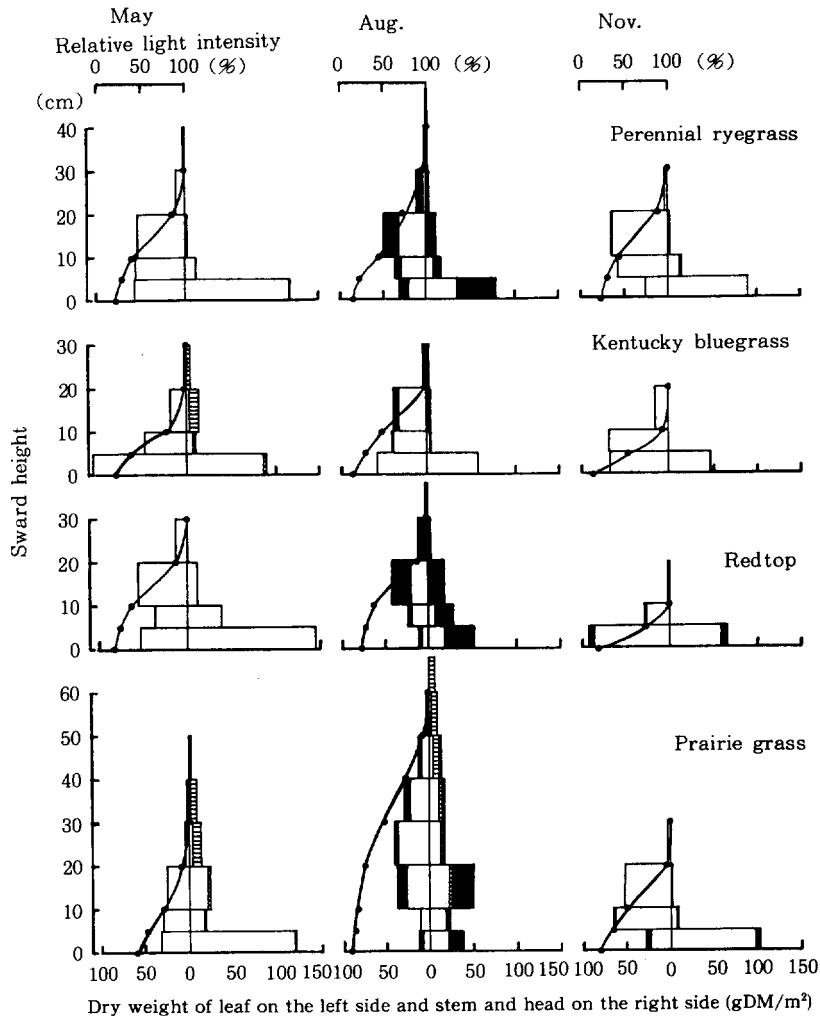 May
Aug.
Nov.
Relative light intensity
0 50 100 (%)
0 50 100 (%)
0 50 100 (%)
(cm)
40
30
20
10
0
Perennial ryegrass
30
20
10
0
Kentucky bluegrass
Sward height
30
20
10
0
Redtop
60
50
40
30
20
10
0
Prairie grass
100 50 0 50 100 150
100 50 0 50 100 150
100 50 0 50 100 150
Dry weight of leaf on the left side and stem and head on the right side (gDM/m²)